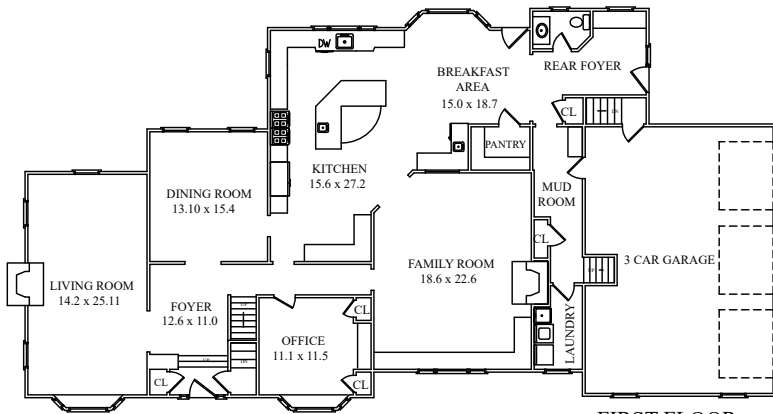 DW
BREAKFAST
AREA
15.0 x 18.7
REAR FOYER
CL
PANTRY
KITCHEN
15.6 x 27.2
DINING ROOM
13.10 x 15.4
MUD
ROOM
CL
LIVING ROOM
14.2 x 25.11
FOYER
12.6 x 11.0
FAMILY ROOM
18.6 x 22.6
3 CAR GARAGE
OFFICE
11.1 x 11.5
CL
CL
CL
LAUNDRY
FIRST FLOOR